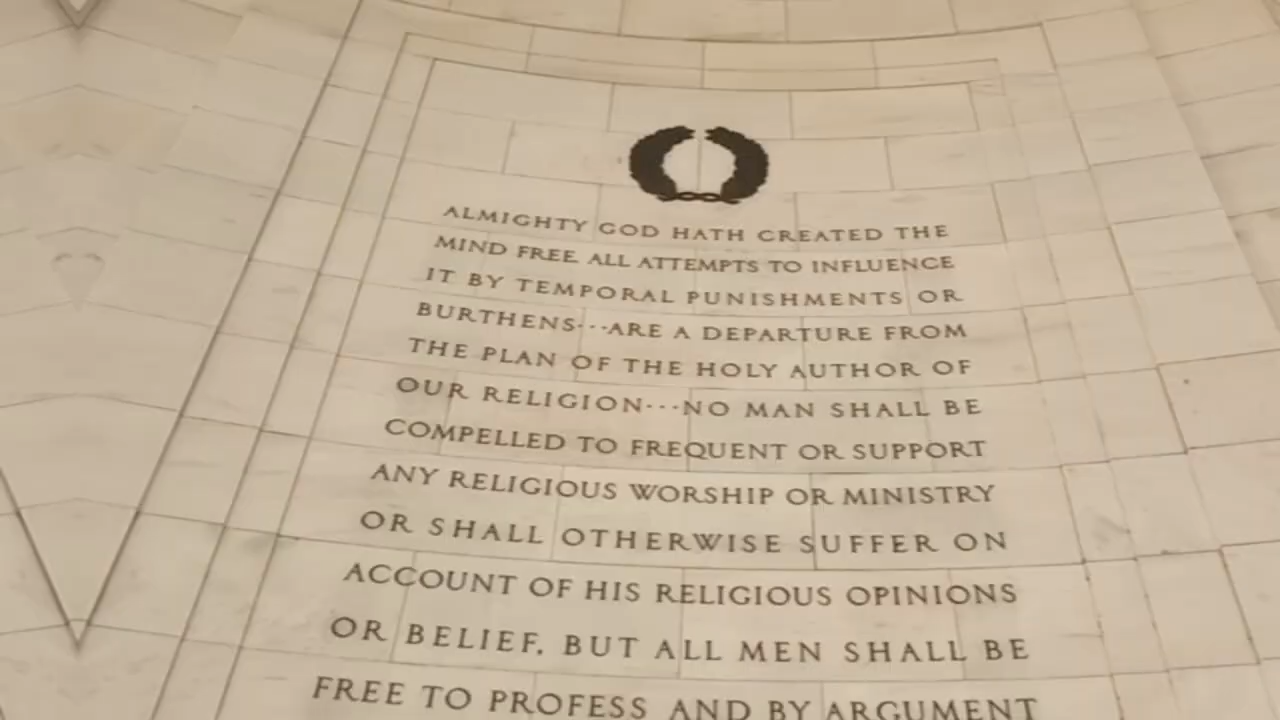 ALMIGHTY GOD HATH CREATED THE
MIND FREE. ALL ATTEMPTS TO INFLUENCE
IT BY TEMPORAL PUNISHMENTS OR
BURTHENS···ARE A DEPARTURE FROM
THE PLAN OF THE HOLY AUTHOR OF
OUR RELIGION···NO MAN SHALL BE
COMPELLED TO FREQUENT OR SUPPORT
ANY RELIGIOUS WORSHIP OR MINISTRY
OR SHALL OTHERWISE SUFFER ON
ACCOUNT OF HIS RELIGIOUS OPINIONS
OR BELIEF, BUT ALL MEN SHALL BE
FREE TO PROFESS AND BY ARGUMENT